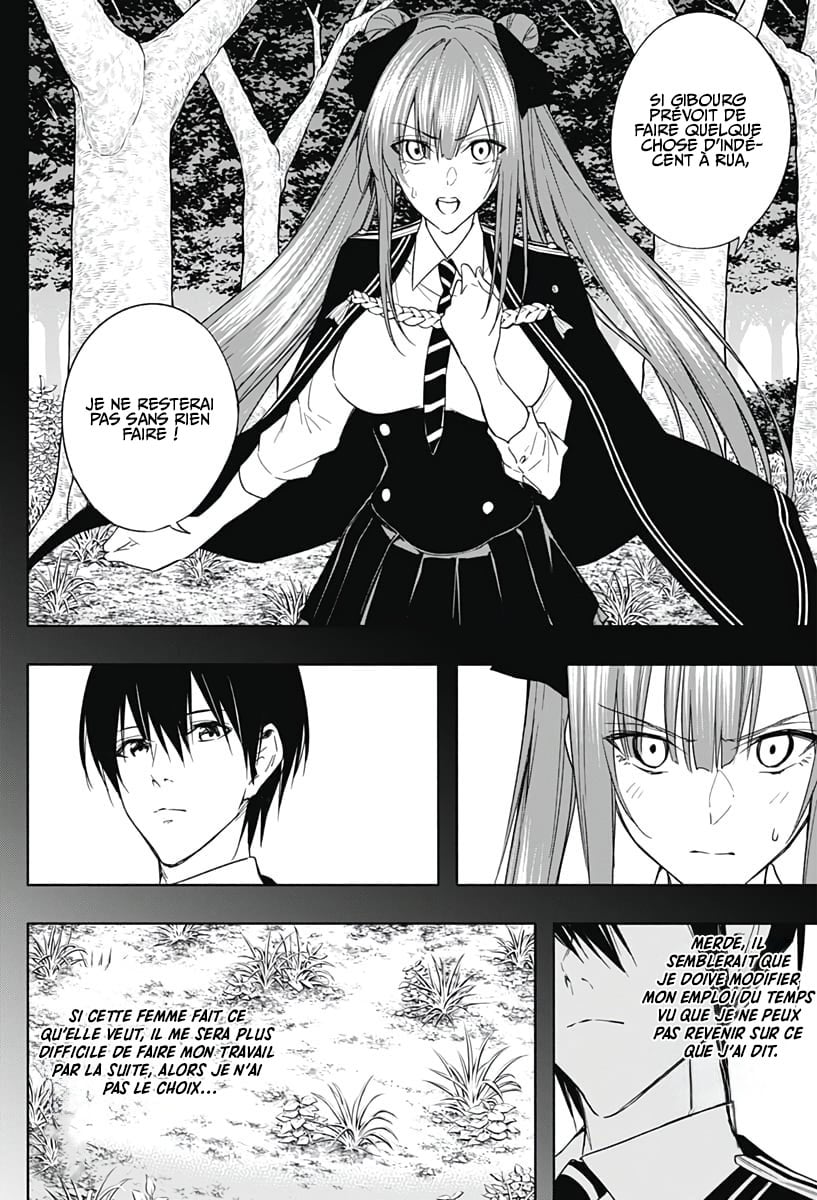 SI GIBOURG
PRÉVOIT DE
FAIRE QUELQUE
CHOSE D'INDÉ-
CENT À RUA,
JE NE RESTERAI
PAS SANS RIEN
FAIRE !
MERDE, IL
SEMBLERAIT QUE
JE DOIVE MODIFIER
MON EMPLOI DU TEMPS
VU QUE JE NE PEUX
PAS REVENIR SUR CE
QUE J'AI DIT.
SI CETTE FEMME FAIT CE
QU'ELLE VEUT, IL ME SERA PLUS
DIFFICILE DE FAIRE MON TRAVAIL
PAR LA SUITE, ALORS JE N'AI
PAS LE CHOIX...